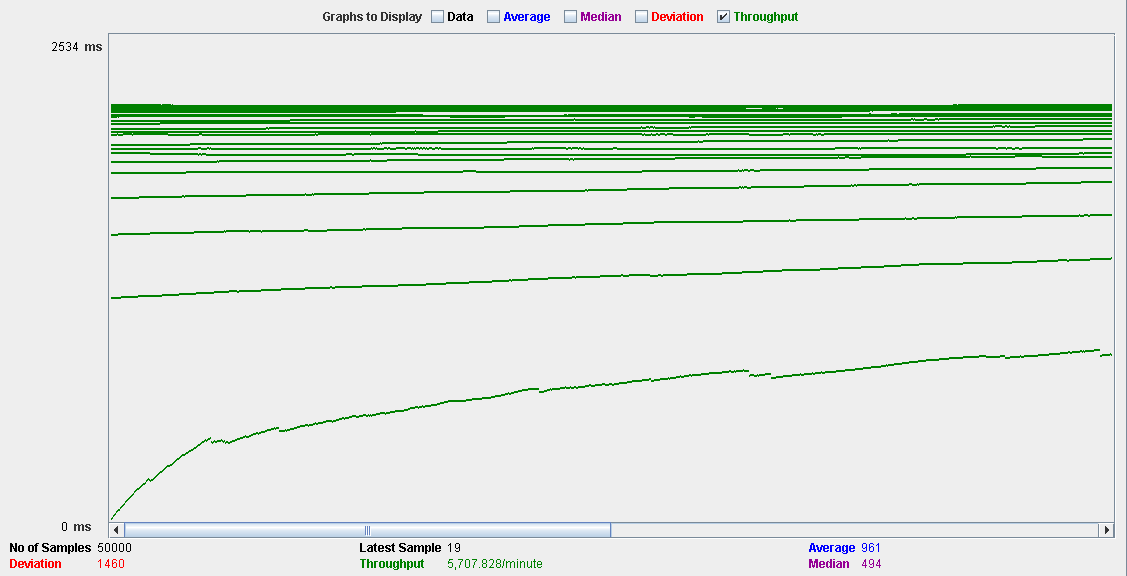 Graphs to Display Data Average Median Deviation Throughput
2534 ms
0 ms
No of Samples 50000 Latest Sample 19 Average 961
Deviation 1460 Throughput 5,707.828/minute Median 494